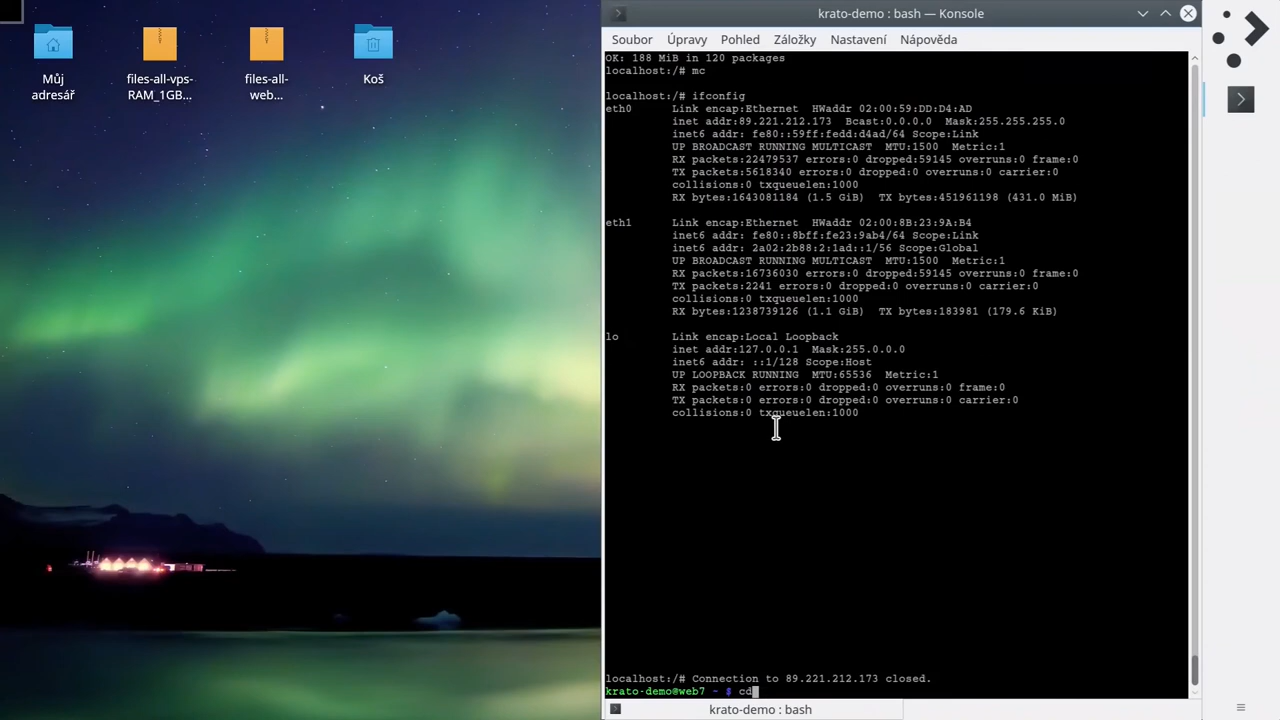 krato-demo : bash — Konsole
Soubor Úpravy Pohled Záložky Nastavení Nápověda
Můj adresář
files-all-vps-RAM_1GB...
files-all-web...
Koš
OK: 188 MiB in 120 packages
localhost:/# mc
localhost:/# ifconfig
eth0 Link encap:Ethernet HWaddr 02:00:59:DD:D4:AD
inet addr:89.221.212.173 Bcast:0.0.0.0 Mask:255.255.255.0
inet6 addr: fe80::59ff:fedd:d4ad/64 Scope:Link
UP BROADCAST RUNNING MULTICAST MTU:1500 Metric:1
RX packets:22479537 errors:0 dropped:59145 overruns:0 frame:0
TX packets:5618340 errors:0 dropped:0 overruns:0 carrier:0
collisions:0 txqueuelen:1000
RX bytes:1643081184 (1.5 GiB) TX bytes:451961198 (431.0 MiB)
eth1 Link encap:Ethernet HWaddr 02:00:8B:23:9A:B4
inet6 addr: fe80::8bff:fe23:9ab4/64 Scope:Link
inet6 addr: 2a02:2b88:2:1ad::1/56 Scope:Global
UP BROADCAST RUNNING MULTICAST MTU:1500 Metric:1
RX packets:16736030 errors:0 dropped:59145 overruns:0 frame:0
TX packets:2241 errors:0 dropped:0 overruns:0 carrier:0
collisions:0 txqueuelen:1000
RX bytes:1238739126 (1.1 GiB) TX bytes:183981 (179.6 KiB)
lo Link encap:Local Loopback
inet addr:127.0.0.1 Mask:255.0.0.0
inet6 addr: ::1/128 Scope:Host
UP LOOPBACK RUNNING MTU:65536 Metric:1
RX packets:0 errors:0 dropped:0 overruns:0 frame:0
TX packets:0 errors:0 dropped:0 overruns:0 carrier:0
collisions:0 txqueuelen:1000
localhost:/# Connection to 89.221.212.173 closed.
krato-demo@web7 ~ $ cd
krato-demo : bash